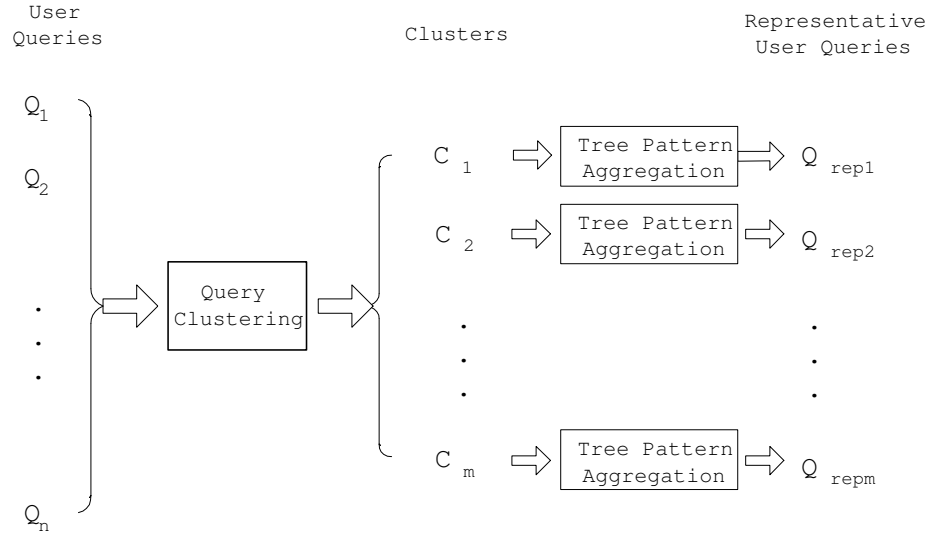 User
Queries
Clusters
Representative
User Queries
Q1
Q2
.
.
.
Qn
Query
Clustering
C 1
Tree Pattern
Aggregation
Q rep1
C 2
Tree Pattern
Aggregation
Q rep2
.
.
.
.
.
.
C m
Tree Pattern
Aggregation
Q repm